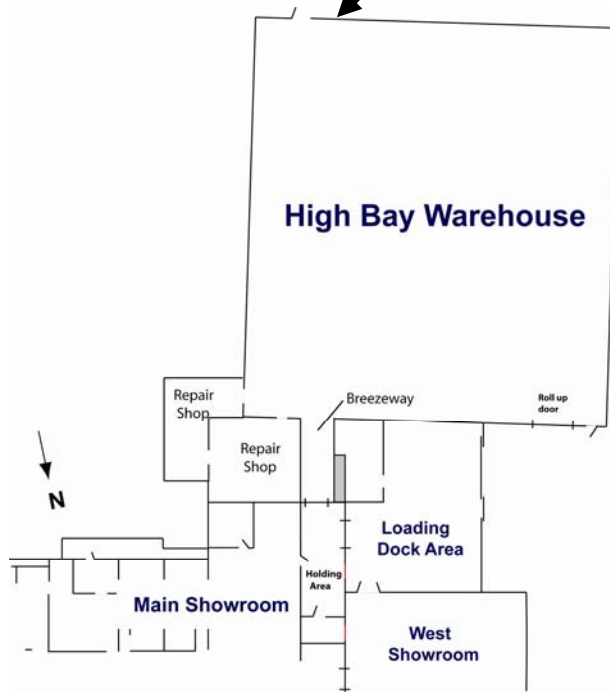 High Bay Warehouse
Repair
Shop
Breezeway
Roll up
door
Repair
Shop
N
Loading
Dock Area
Holding
Area
Main Showroom
West
Showroom